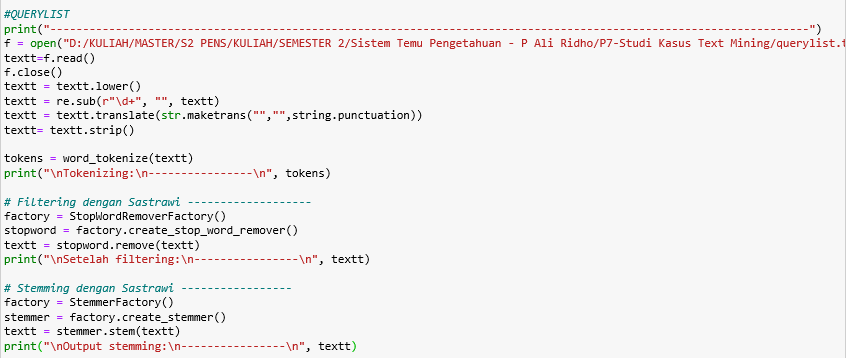 #QUERYLIST
print("---------------------------------------------------------------------------------------------------------------------")
f = open("D:/KULIAH/MASTER/S2 PENS/KULIAH/SEMESTER 2/Sistem Temu Pengetahuan - P Ali Ridho/P7-Studi Kasus Text Mining/querylist.t
textt=f.read()
f.close()
textt = textt.lower()
textt = re.sub(r"\d+", "", textt)
textt = textt.translate(str.maketrans("","",string.punctuation))
textt= textt.strip()
tokens = word_tokenize(textt)
print("\nTokenizing:\n----------------\n", tokens)
# Filtering dengan Sastrawi -------------------
factory = StopWordRemoverFactory()
stopword = factory.create_stop_word_remover()
textt = stopword.remove(textt)
print("\nSetelah filtering:\n----------------\n", textt)
# Stemming dengan Sastrawi -----------------
factory = StemmerFactory()
stemmer = factory.create_stemmer()
textt = stemmer.stem(textt)
print("\nOutput stemming:\n----------------\n", textt)